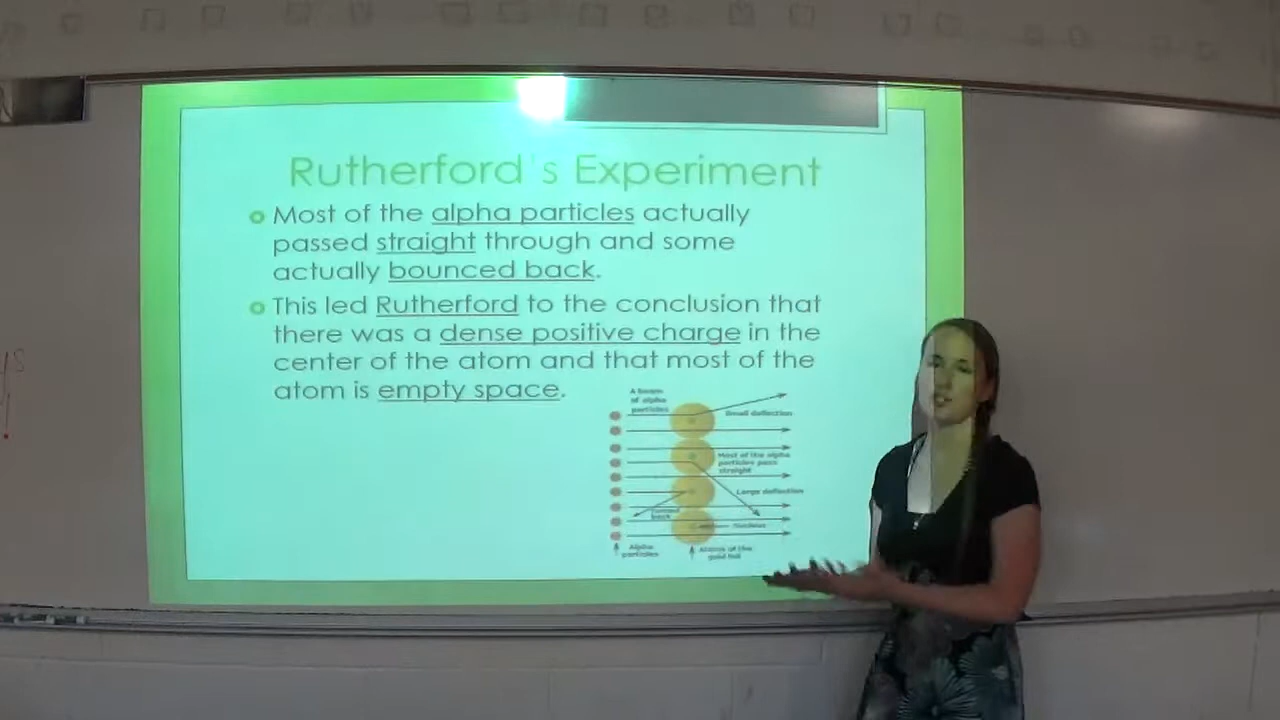 Rutherford's Experiment
Most of the alpha particles actually
passed straight through and some
actually bounced back.
This led Rutherford to the conclusion that
there was a dense positive charge in the
center of the atom and that most of the
atom is empty space.
A beam
of alpha
particles
Small deflection
Most of the alpha
particles pass
straight
Large deflection
back
Nucleus
Alpha
particles
Atoms of the
gold foil
ys